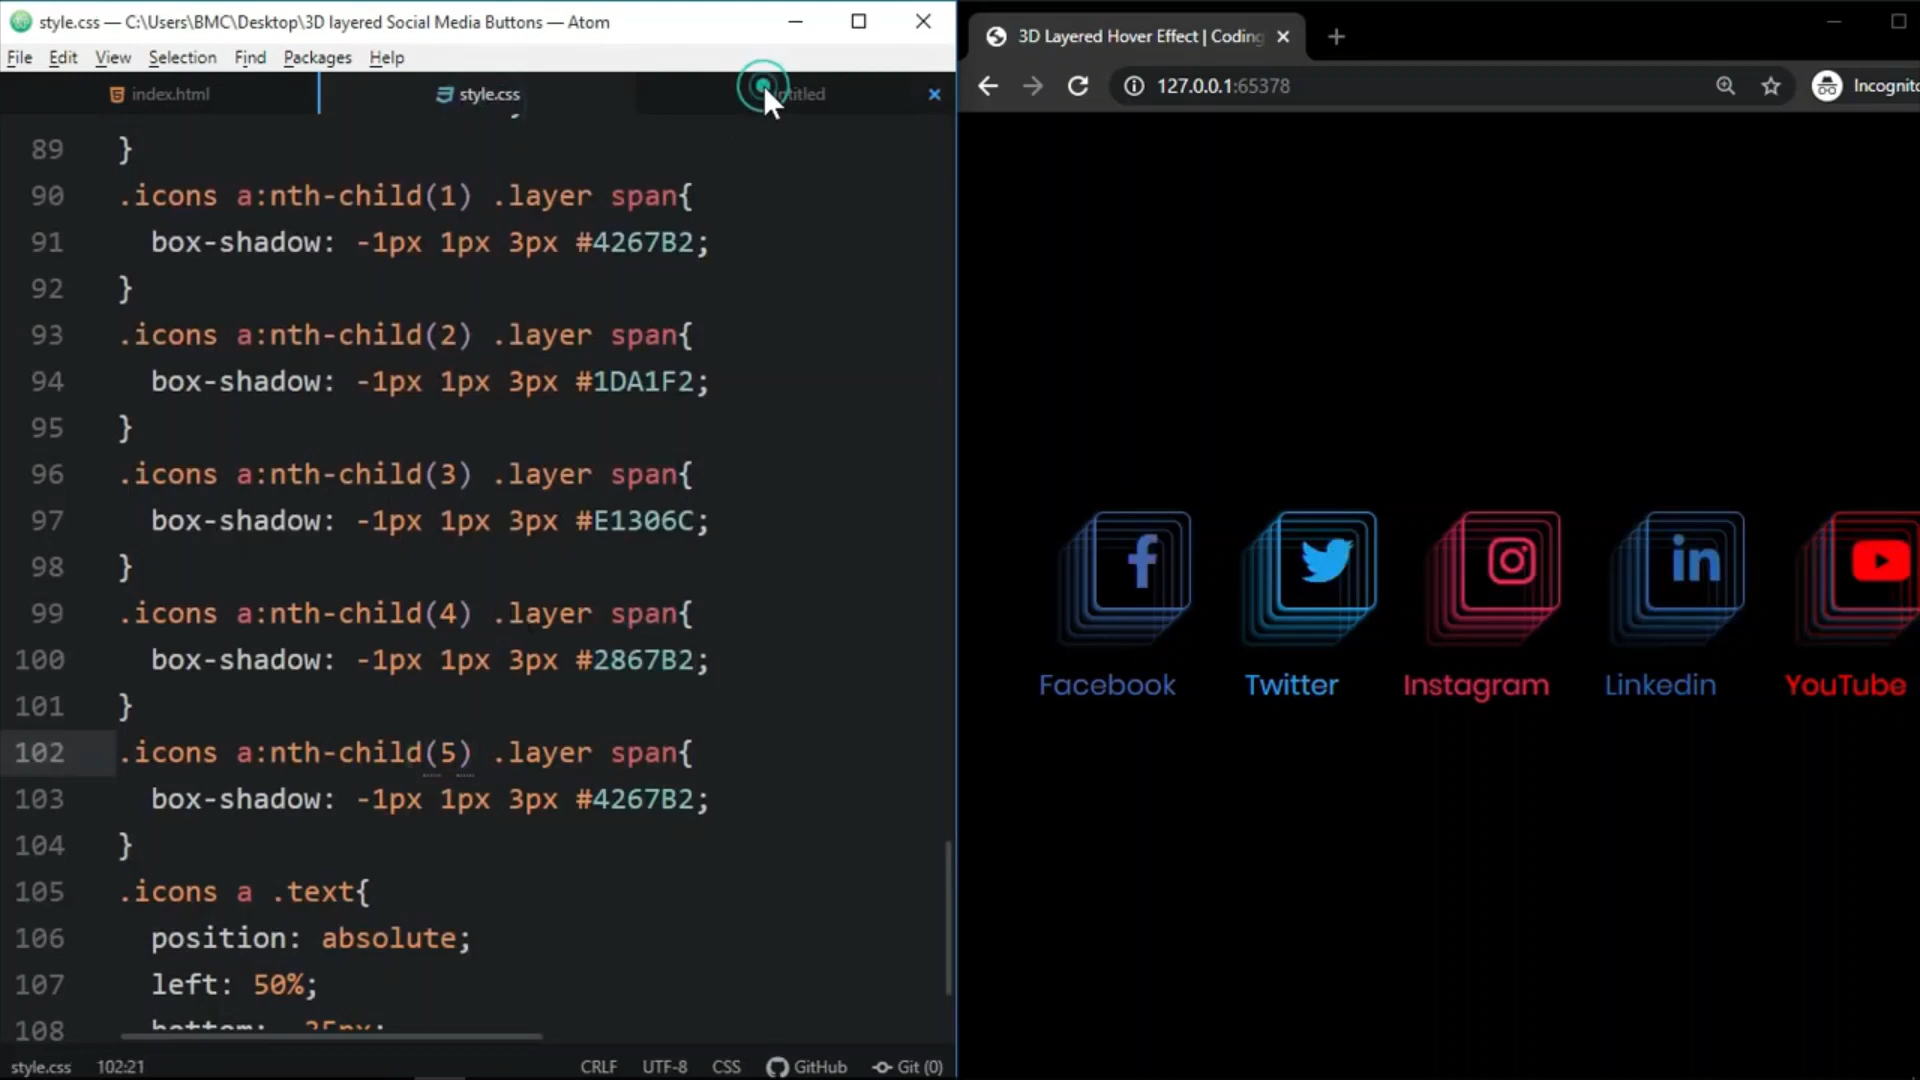 style.css — C:\Users\BMC\Desktop\3D layered Social Media Buttons — Atom
File Edit View Selection Find Packages Help
index.html
style.css
89 }
90 .icons a:nth-child(1) .layer span{
91 box-shadow: -1px 1px 3px #4267B2;
92 }
93 .icons a:nth-child(2) .layer span{
94 box-shadow: -1px 1px 3px #1DA1F2;
95 }
96 .icons a:nth-child(3) .layer span{
97 box-shadow: -1px 1px 3px #E1306C;
98 }
99 .icons a:nth-child(4) .layer span{
100 box-shadow: -1px 1px 3px #2867B2;
101 }
102 .icons a:nth-child(5) .layer span{
103 box-shadow: -1px 1px 3px #4267B2;
104 }
105 .icons a .text{
106 position: absolute;
107 left: 50%;
108
style.css 102:21 CRLF UTF-8 CSS GitHub Git (0)
3D Layered Hover Effect | Coding
127.0.0.1:65378
Incognito
Facebook
Twitter
Instagram
Linkedin
YouTube